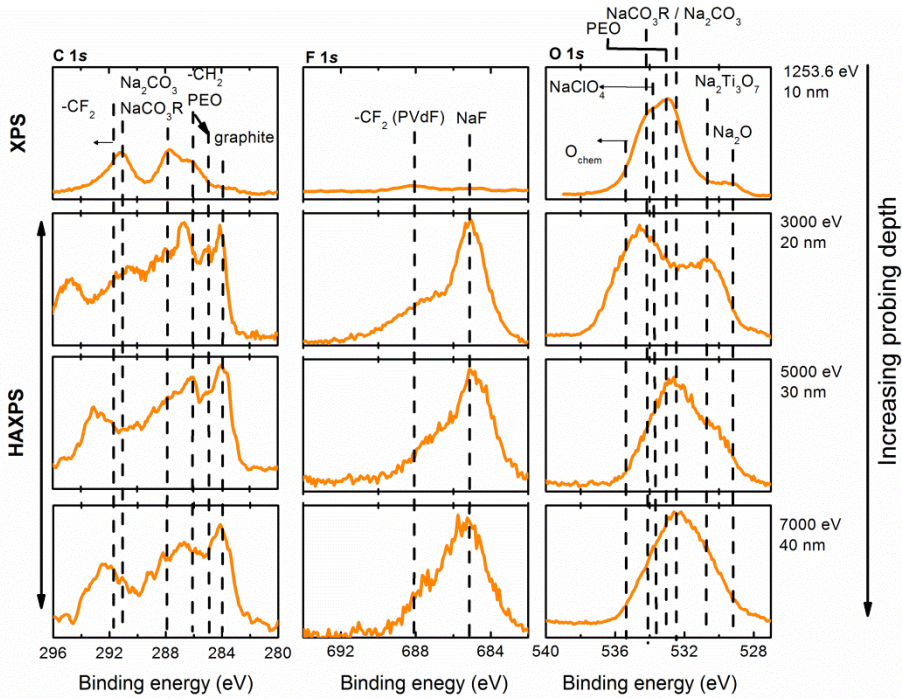 NaCO₃R / Na₂CO₃
PEO
C 1s
F 1s
O 1s
-CH₂
Na₂CO₃
-CF₂
NaCO₃R
PEO
graphite
-CF₂ (PVdF)
NaF
NaClO₄
Na₂Ti₃O₇
Ochem
Na₂O
1253.6 eV
10 nm
XPS
3000 eV
20 nm
HAXPS
5000 eV
30 nm
7000 eV
40 nm
Increasing probing depth
296 292 288 284 280
692 688 684
540 536 532 528
Binding energy (eV)
Binding enegy (eV)
Binding energy (eV)